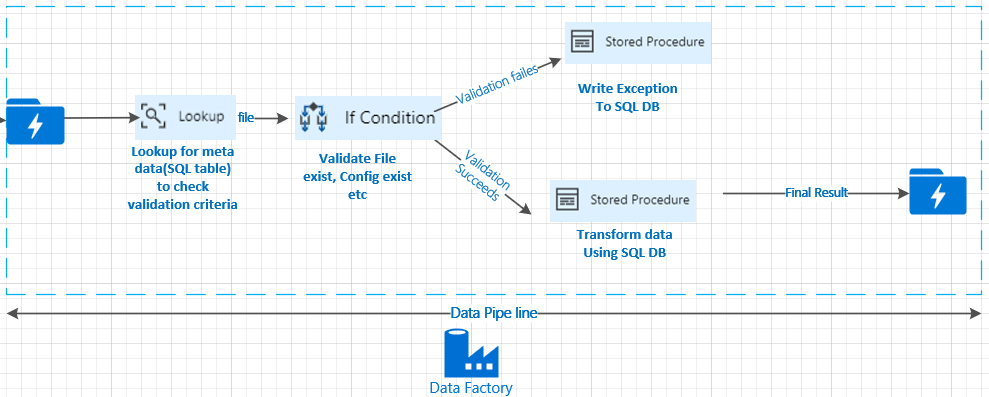 Stored Procedure
Validation failes
Write Exception
To SQL DB
Lookup
file
If Condition
Lookup for meta
data(SQL table)
to check
validation criteria
Validate File
exist, Config exist
etc
Validation
Succeeds
Stored Procedure
Final Result
Transform data
Using SQL DB
Data Pipe line
Data Factory